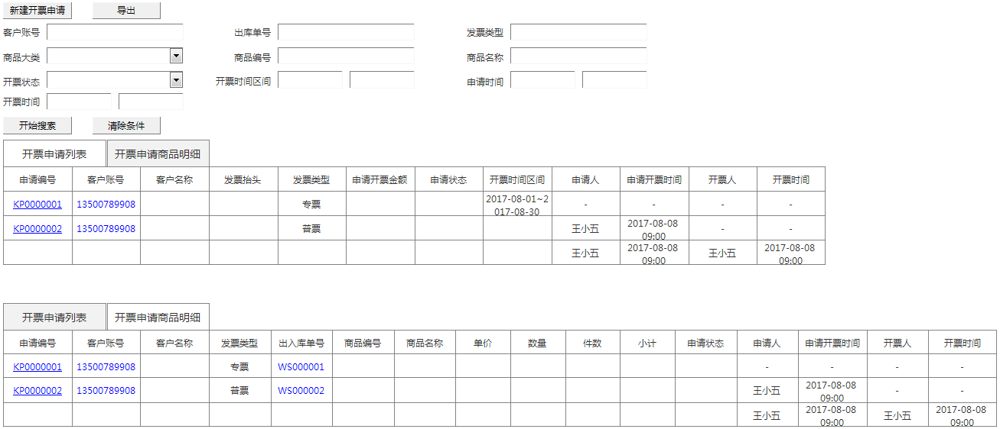 新建开票申请 导出
客户账号 出库单号 发票类型
商品大类 商品编号 商品名称
开票状态 开票时间区间 申请时间
开票时间
开始搜索 清除条件
开票申请列表 开票申请商品明细
申请编号 客户账号 客户名称 发票抬头 发票类型 申请开票金额 申请状态 开票时间区间 申请人 申请开票时间 开票人 开票时间
KP0000001 13500789908 专票 2017-08-01~2 - - - -
017-08-30
KP0000002 13500789908 普票 王小五 2017-08-08 - -
09:00
王小五 2017-08-08 王小五 2017-08-08
09:00 09:00
开票申请列表 开票申请商品明细
申请编号 客户账号 客户名称 发票类型 出入库单号 商品编号 商品名称 单价 数量 件数 小计 申请状态 申请人 申请开票时间 开票人 开票时间
KP0000001 13500789908 专票 WS000001 - - - -
KP0000002 13500789908 普票 WS000002 王小五 2017-08-08 - -
09:00
王小五 2017-08-08 王小五 2017-08-08
09:00 09:00